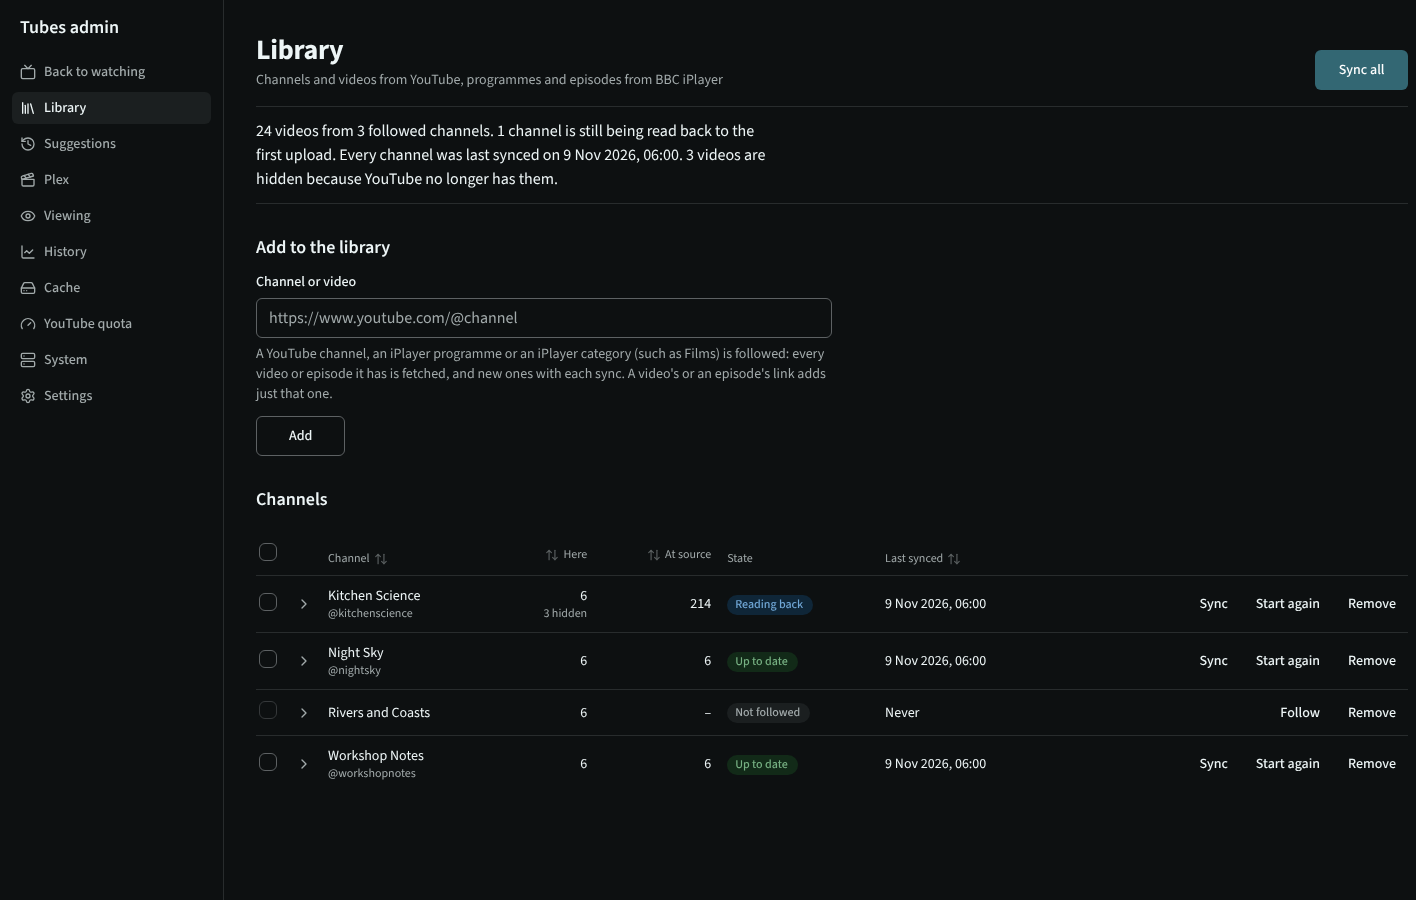 Tubes admin
Back to watching
Library
Suggestions
Plex
Viewing
History
Cache
YouTube quota
System
Settings
Library
Channels and videos from YouTube, programmes and episodes from BBC iPlayer
Sync all
24 videos from 3 followed channels. 1 channel is still being read back to the
first upload. Every channel was last synced on 9 Nov 2026, 06:00. 3 videos are
hidden because YouTube no longer has them.
Add to the library
Channel or video
https://www.youtube.com/@channel
A YouTube channel, an iPlayer programme or an iPlayer category (such as Films) is followed: every
video or episode it has is fetched, and new ones with each sync. A video's or an episode's link adds
just that one.
Add
Channels
Channel Here At source State Last synced
Kitchen Science 6 214 Reading back 9 Nov 2026, 06:00 Sync Start again Remove
@kitchenscience 3 hidden
Night Sky 6 6 Up to date 9 Nov 2026, 06:00 Sync Start again Remove
@nightsky
Rivers and Coasts 6 – Not followed Never Follow Remove
Workshop Notes 6 6 Up to date 9 Nov 2026, 06:00 Sync Start again Remove
@workshopnotes